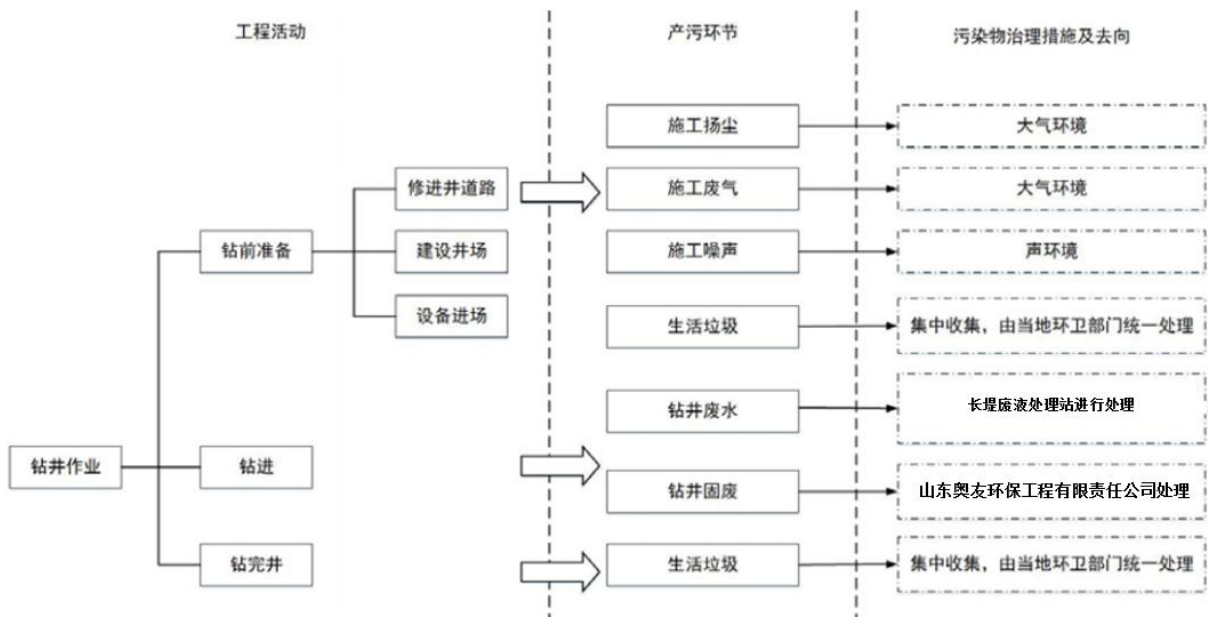 工程活动
产污环节
污染物治理措施及去向
施工扬尘
大气环境
修进井道路
施工废气
大气环境
钻前准备
建设井场
施工噪声
声环境
设备进场
生活垃圾
集中收集，由当地环卫部门统一处理
钻井废水
长堤废液处理站进行处理
钻井作业
钻进
钻井固废
山东奥友环保工程有限责任公司处理
钻完井
生活垃圾
集中收集，由当地环卫部门统一处理